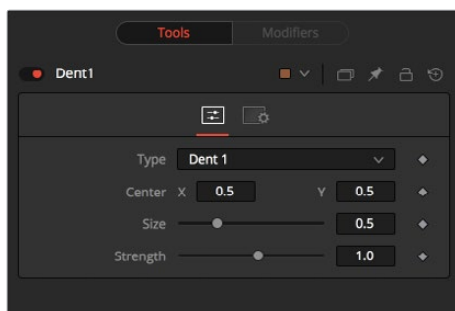 Tools Modifiers
Dent1
Type Dent 1
Center X 0.5 Y 0.5
Size 0.5
Strength 1.0